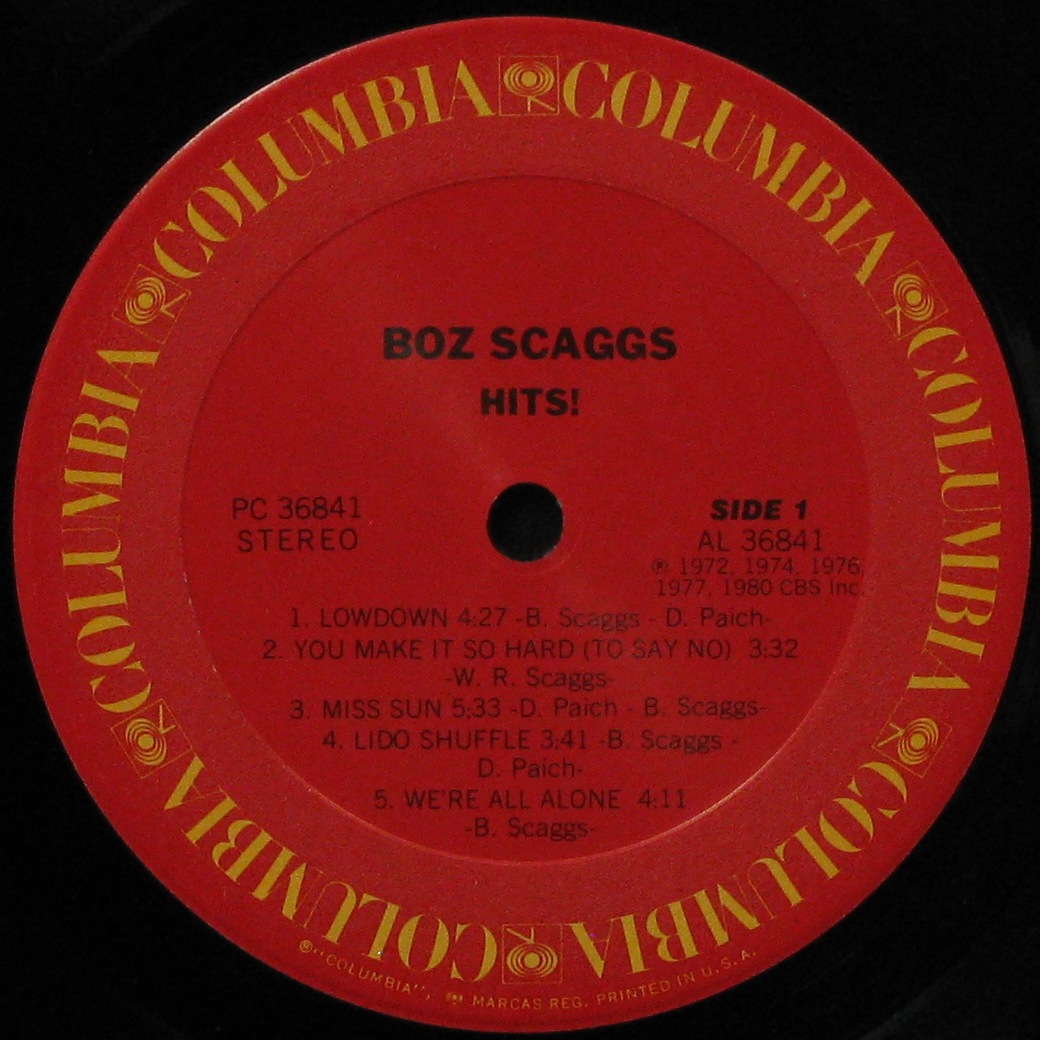 COLUMBIA COLUMBIA COLUMBIA COLUMBIA COLUMBIA COLUMBIA
BOZ SCAGGS
HITS!
PC 36841
STEREO
SIDE 1
AL 36841
℗ 1972, 1974, 1976,
1977, 1980 CBS Inc.
1. LOWDOWN 4:27 -B. Scaggs - D. Paich-
2. YOU MAKE IT SO HARD (TO SAY NO) 3:32
-W. R. Scaggs-
3. MISS SUN 5:33 -D. Paich - B. Scaggs-
4. LIDO SHUFFLE 3:41 -B. Scaggs -
D. Paich-
5. WE'RE ALL ALONE 4:11
-B. Scaggs-
®"COLUMBIA", MARCAS REG. PRINTED IN U.S.A.